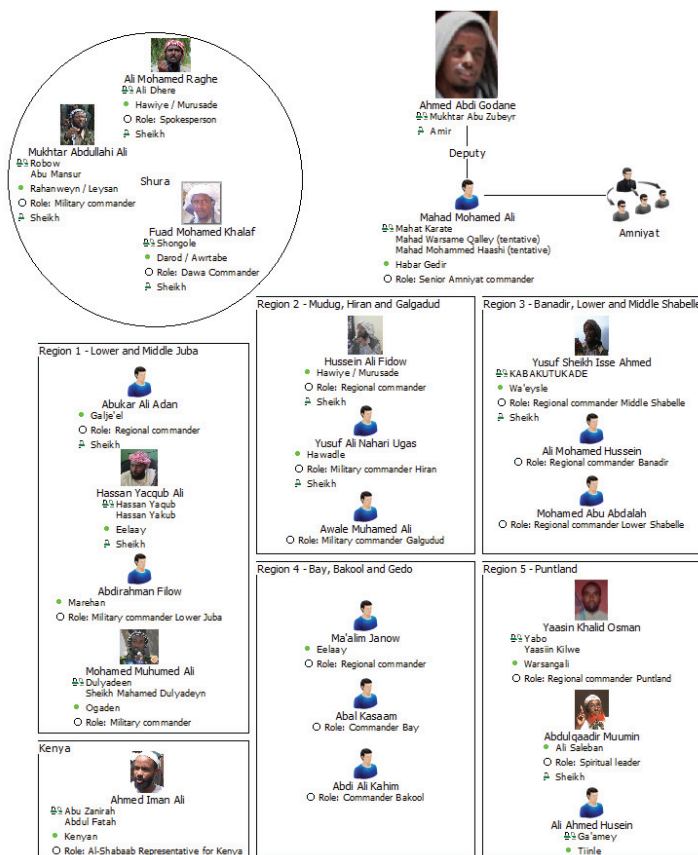 Ali Mohamed Raghe
Ali Dhere
Hawiye / Murusade
Role: Spokesperson
Sheikh
Mukhtar Abdullahi Ali
Robow
Abu Mansur
Rahanweyn / Leysan
Role: Military commander
Sheikh
Shura
Fuad Mohamed Khalaf
Shongole
Darod / Awrtabe
Role: Dawa Commander
Sheikh
Ahmed Abdi Godane
Mukhtar Abu Zubeyr
Amir
Deputy
Mahad Mohamed Ali
Mahat Karate
Mahad Warsame Qalley (tentative)
Mahad Mohammed Haashi (tentative)
Habar Gedir
Role: Senior Amniyat commander
Amniyat
Region 1 - Lower and Middle Juba
Abukar Ali Adan
Galje'el
Role: Regional commander
Sheikh
Hassan Yacqub Ali
Hassan Yaqub
Hassan Yakub
Eelaay
Sheikh
Abdirahman Filow
Marehan
Role: Military commander Lower Juba
Mohamed Muhumed Ali
Dulyadeen
Sheikh Mahamed Dulyadeyn
Ogaden
Role: Military commander
Kenya
Ahmed Iman Ali
Abu Zanirah
Abdul Fatah
Kenyan
Role: Al-Shabaab Representative for Kenya
Region 2 - Mudug, Hiran and Galgadud
Hussein Ali Fidow
Hawiye / Murusade
Role: Regional commander
Sheikh
Yusuf Ali Nahari Ugas
Hawadle
Role: Military commander Hiran
Sheikh
Awale Muhamed Ali
Role: Military commander Galgudud
Region 3 - Banadir, Lower and Middle Shabelle
Yusuf Sheikh Isse Ahmed
KABAKUTUKADE
Wa'eysle
Role: Regional commander Middle Shabelle
Sheikh
Ali Mohamed Hussein
Role: Regional commander Banadir
Mohamed Abu Abdalah
Role: Regional commander Lower Shabelle
Region 4 - Bay, Bakool and Gedo
Ma'alim Janow
Eelaay
Role: Regional commander
Abal Kasaam
Role: Commander Bay
Abdi Ali Kahim
Role: Commander Bakool
Region 5 - Puntland
Yaasin Khalid Osman
Yabo
Yaasiin Kilwe
Warsangali
Role: Regional commander Puntland
Abdulqaadir Muumin
Ali Saleban
Role: Spiritual leader
Sheikh
Ali Ahmed Husein
Ga'amey
Tiinle